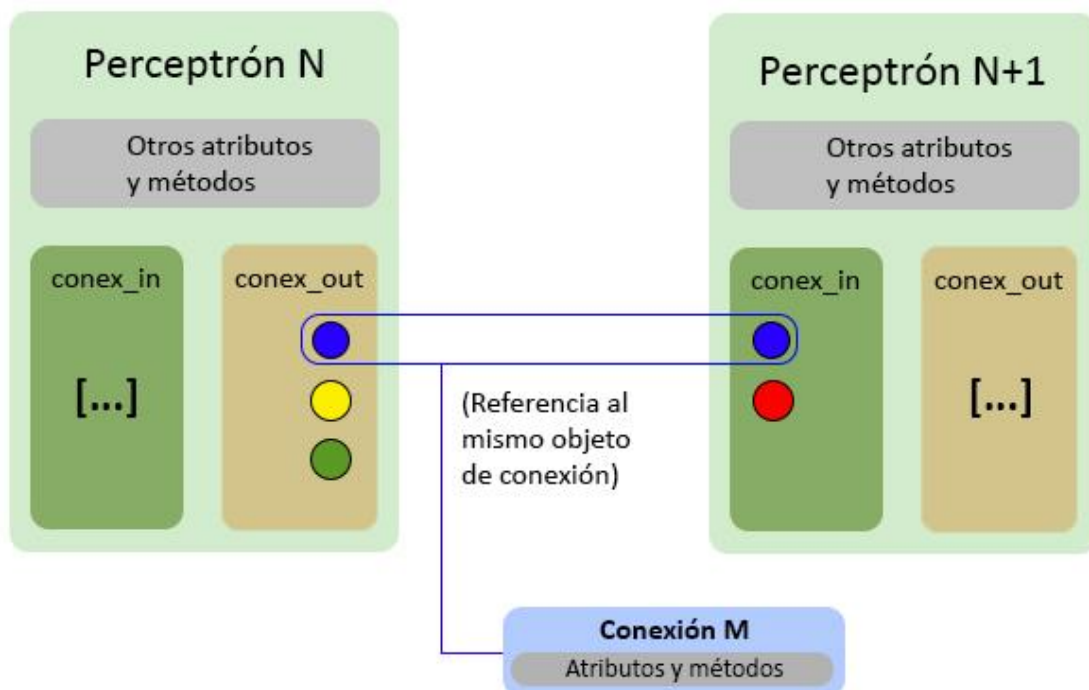 Perceptrón N
Otros atributos
y métodos
conex_in
conex_out
[...]
Perceptrón N+1
Otros atributos
y métodos
conex_in
conex_out
[...]
(Referencia al
mismo objeto
de conexión)
Conexión M
Atributos y métodos